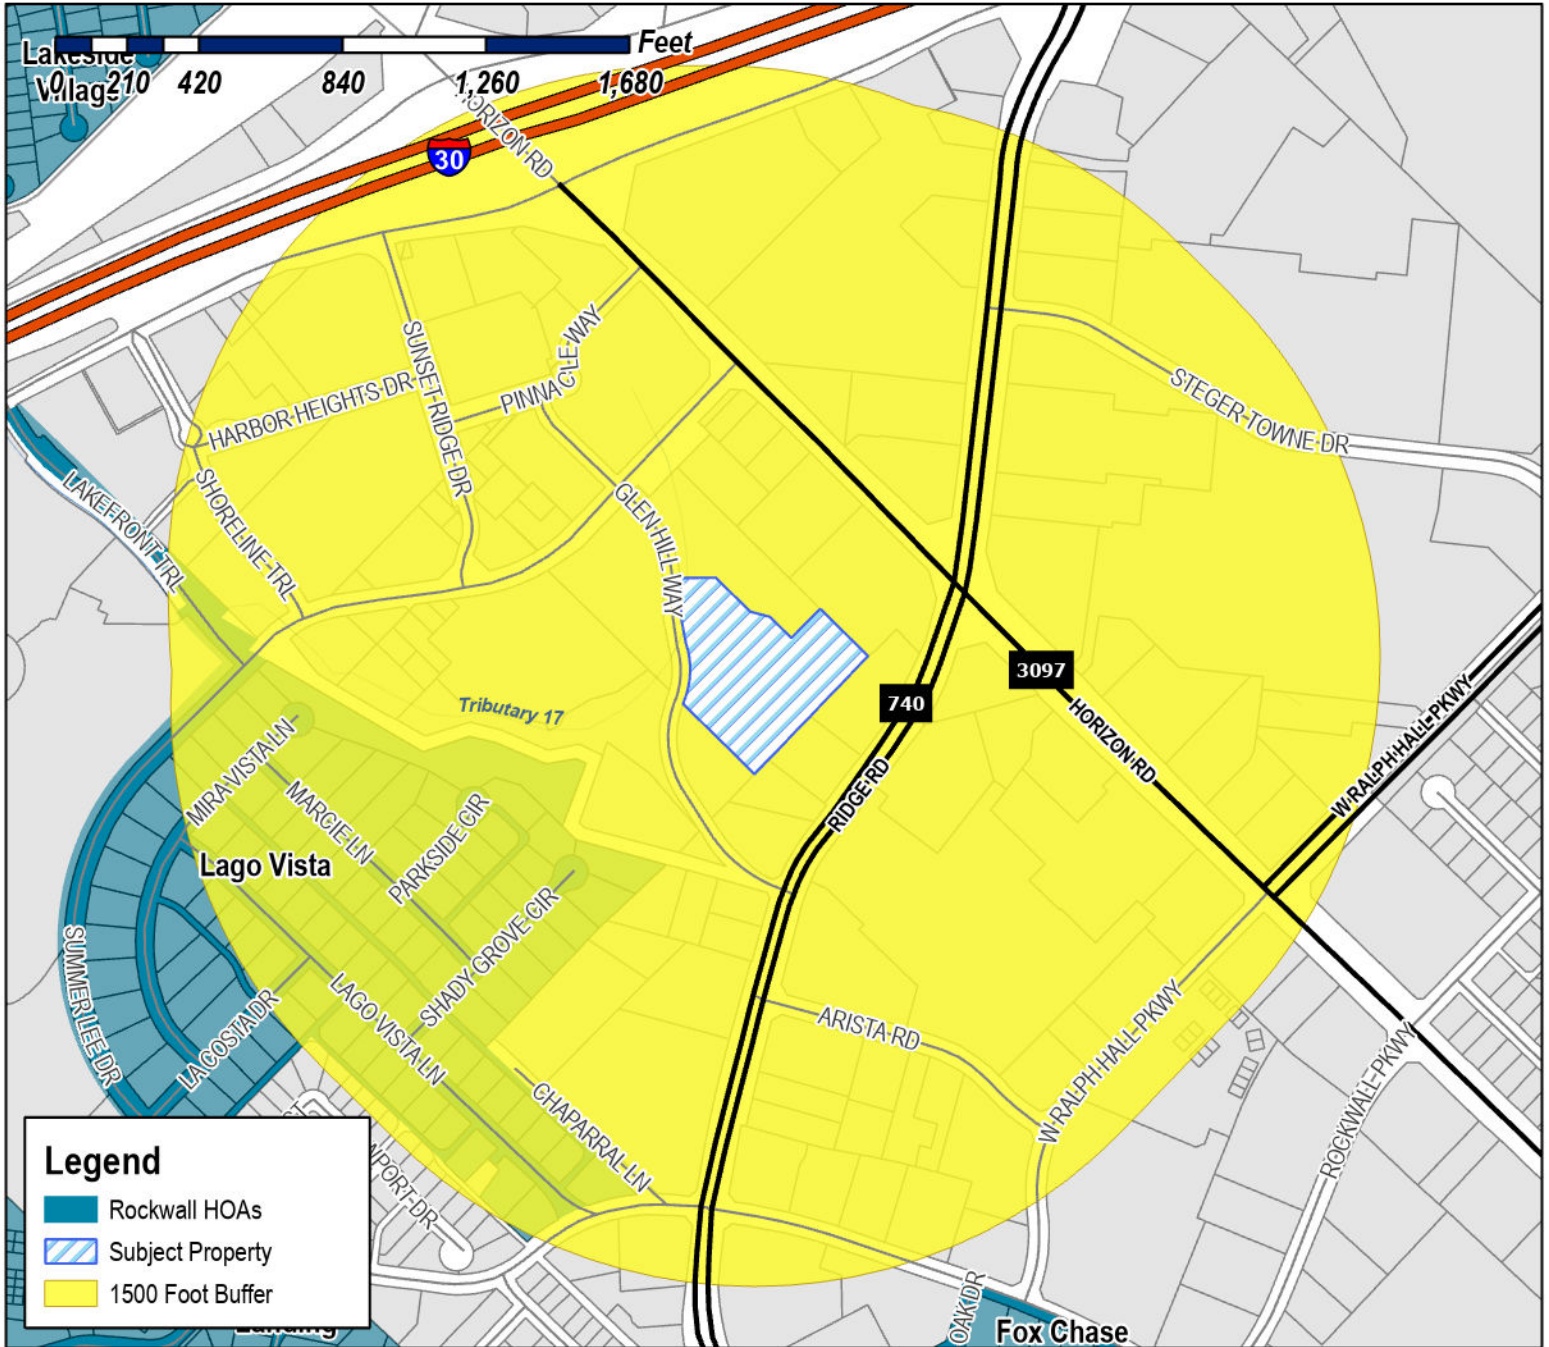 Lakeside
Village
Feet
0 210 420 840 1,260 1,680
HORIZON RD
30
SUNSET RIDGE DR
PINNACLE WAY
HARBOR HEIGHTS DR
STEGER TOWNE DR
LAKEFRONT TRL
SHORELINE TRL
GLEN HILL WAY
3097
740
Tributary 17
HORIZON RD
W RALPH HALL PKWY
RIDGE RD
MIRA VISTA LN
MARCIE LN
PARKSIDE CIR
Lago Vista
SHADY GROVE CIR
SUMMER LEE DR
LAGO VISTA LN
LA COSTA DR
ARISTA RD
W RALPH HALL PKWY
CHAPARRAL LN
ROCKWALL PKWY
OAK DR
Fox Chase
Legend
Rockwall HOAs
Subject Property
1500 Foot Buffer